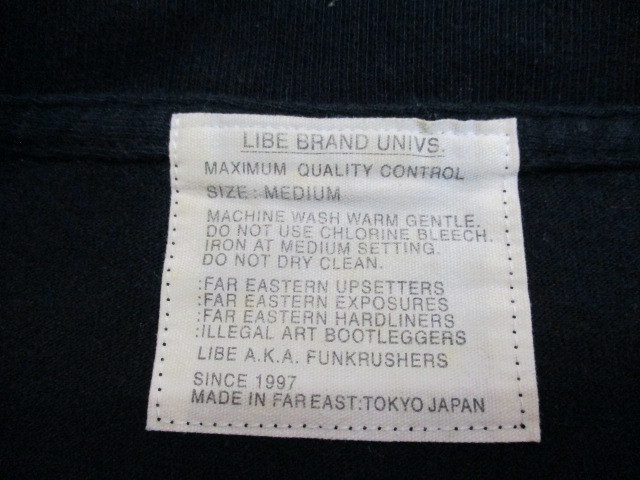 LIBE BRAND UNIVS.
MAXIMUM QUALITY CONTROL
SIZE : MEDIUM
MACHINE WASH WARM GENTLE.
DO NOT USE CHLORINE BLEECH.
IRON AT MEDIUM SETTING.
DO NOT DRY CLEAN.
:FAR EASTERN UPSETTERS
:FAR EASTERN EXPOSURES
:FAR EASTERN HARDLINERS
:ILLEGAL ART BOOTLEGGERS
LIBE A.K.A. FUNKRUSHERS
SINCE 1997
MADE IN FAR EAST:TOKYO JAPAN